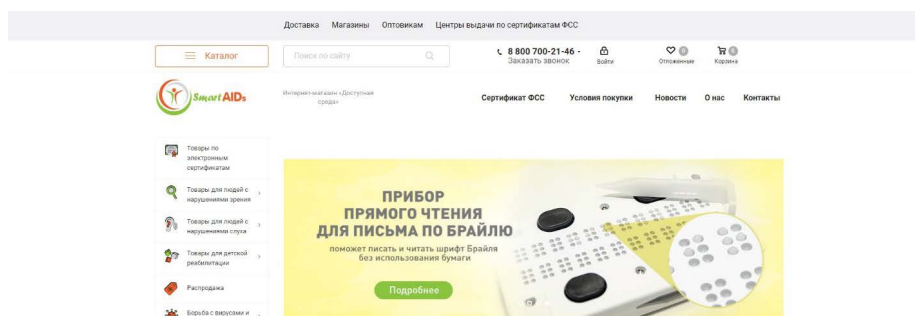 Доставка Магазины Оптовикам Центры выдачи по сертификатам ФСС
Каталог
Поиск по сайту
8 800 700-21-46 -
Заказать звонок
Войти
0
Отложенные
0
Корзина
Smart AIDs
Интернет-магазин «Доступная
среда»
Сертификат ФСС Условия покупки Новости О нас Контакты
Товары по
электронным
сертификатам
Товары для людей с
нарушениями зрения
Товары для людей с
нарушениями слуха
Товары для детской
реабилитации
Распродажа
Борьба с вирусами и
ПРИБОР
ПРЯМОГО ЧТЕНИЯ
ДЛЯ ПИСЬМА ПО БРАЙЛЮ
поможет писать и читать шрифт Брайля
без использования бумаги
Подробнее